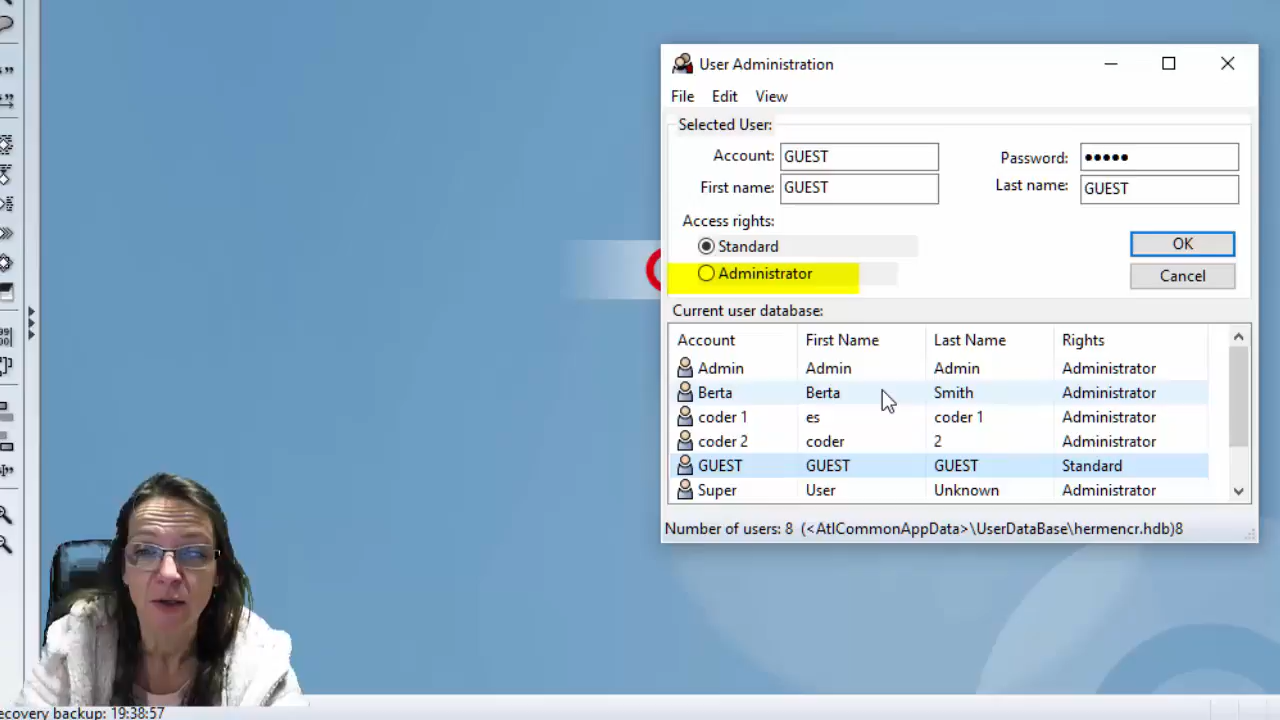 User Administration
File Edit View
Selected User:
Account: GUEST Password: •••••
First name: GUEST Last name: GUEST
Access rights:
Standard
OK
Administrator
Cancel
Current user database:
Account First Name Last Name Rights
Admin Admin Admin Administrator
Berta Berta Smith Administrator
coder 1 es coder 1 Administrator
coder 2 coder 2 Administrator
GUEST GUEST GUEST Standard
Super User Unknown Administrator
Number of users: 8 (<AtlCommonAppData>\UserDataBase\hermencr.hdb)8
ecovery backup: 19:38:57